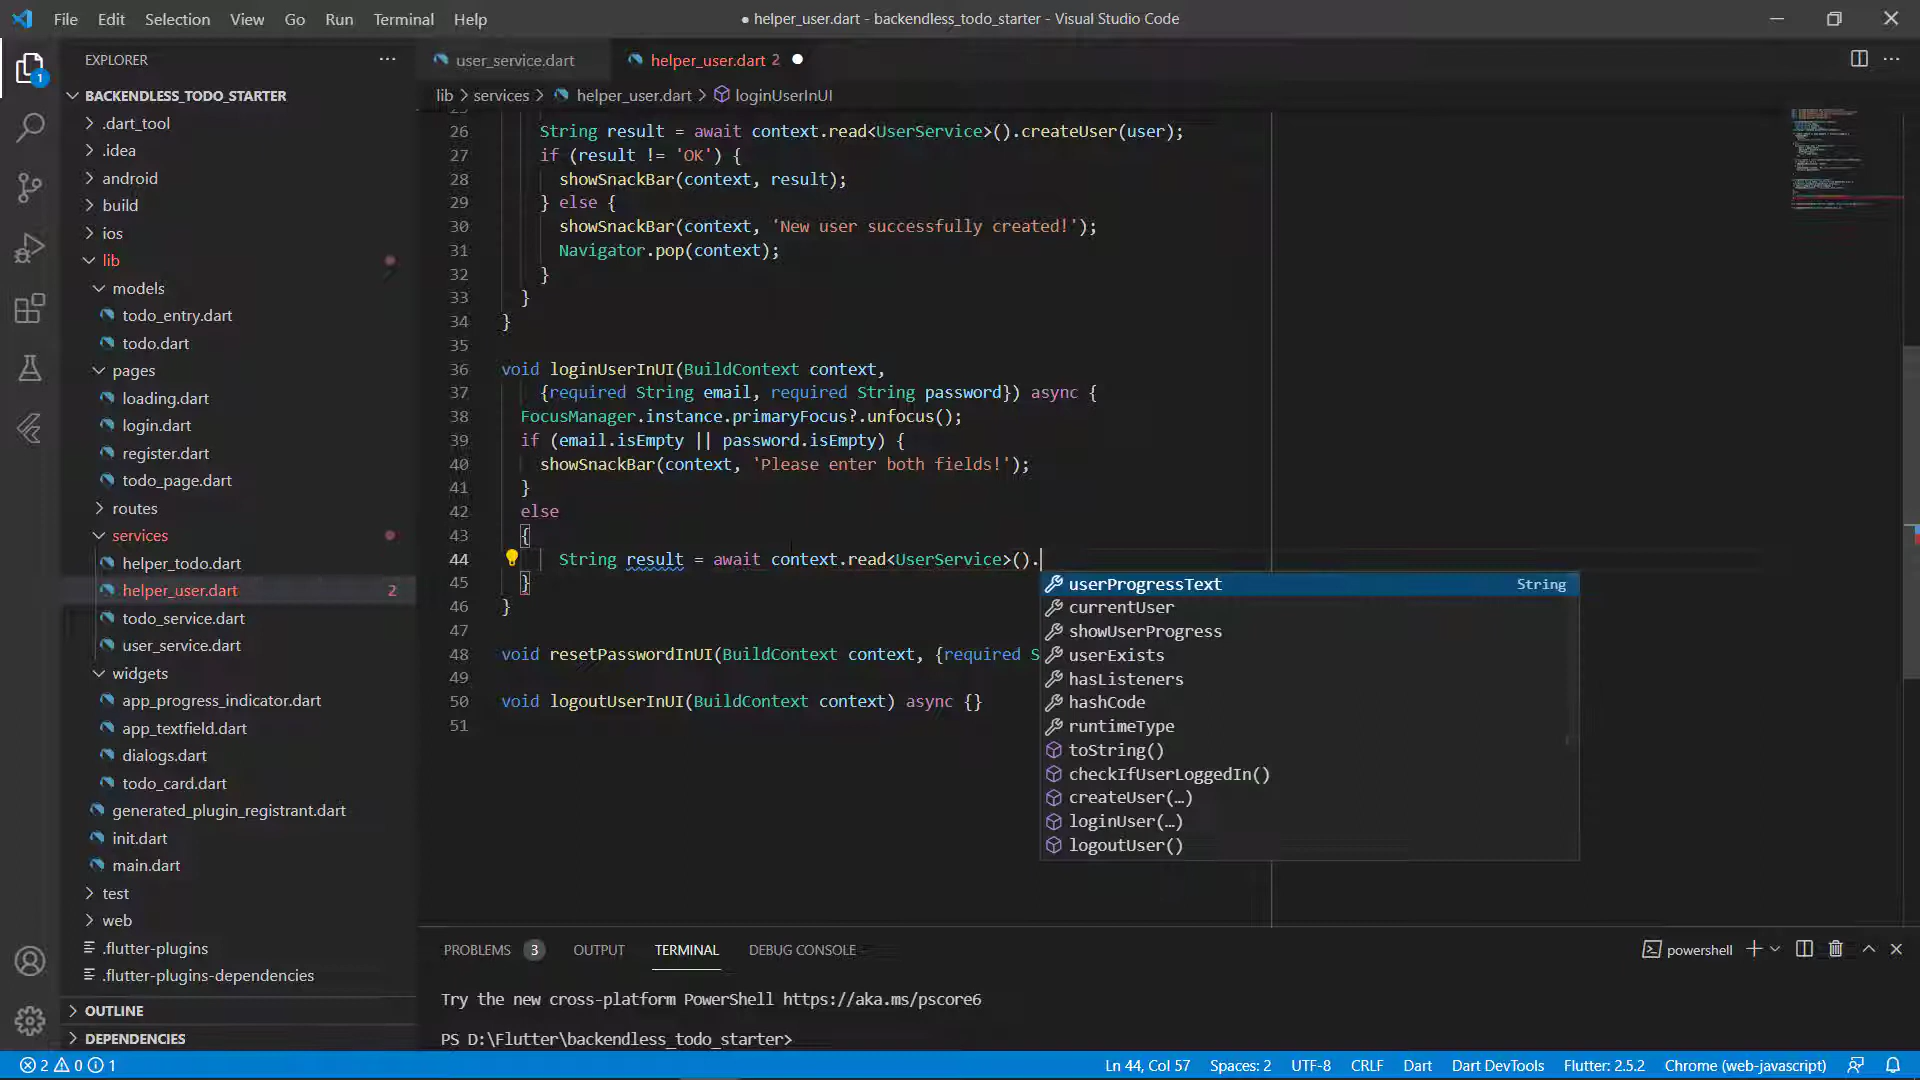 File Edit Selection View Go Run Terminal Help
● helper_user.dart - backendless_todo_starter - Visual Studio Code
EXPLORER
1
BACKENDLESS_TODO_STARTER
.dart_tool
.idea
android
build
ios
lib
models
todo_entry.dart
todo.dart
pages
loading.dart
login.dart
register.dart
todo_page.dart
routes
services
helper_todo.dart
helper_user.dart 2
todo_service.dart
user_service.dart
widgets
app_progress_indicator.dart
app_textfield.dart
dialogs.dart
todo_card.dart
generated_plugin_registrant.dart
init.dart
main.dart
test
web
.flutter-plugins
.flutter-plugins-dependencies
OUTLINE
DEPENDENCIES
user_service.dart
helper_user.dart 2
lib > services > helper_user.dart > loginUserInUI
26 String result = await context.read<UserService>().createUser(user);
27 if (result != 'OK') {
28 showSnackBar(context, result);
29 } else {
30 showSnackBar(context, 'New user successfully created!');
31 Navigator.pop(context);
32 }
33 }
34 }
35
36 void loginUserInUI(BuildContext context,
37 {required String email, required String password}) async {
38 FocusManager.instance.primaryFocus?.unfocus();
39 if (email.isEmpty || password.isEmpty) {
40 showSnackBar(context, 'Please enter both fields!');
41 }
42 else
43 {
44 String result = await context.read<UserService>().
45 }
46 }
47
48 void resetPasswordInUI(BuildContext context, {required S
49
50 void logoutUserInUI(BuildContext context) async {}
51
userProgressText String
currentUser
showUserProgress
userExists
hasListeners
hashCode
runtimeType
toString()
checkIfUserLoggedIn()
createUser(…)
loginUser(…)
logoutUser()
PROBLEMS 3 OUTPUT TERMINAL DEBUG CONSOLE
powershell
Try the new cross-platform PowerShell https://aka.ms/pscore6
PS D:\Flutter\backendless_todo_starter>
2 0 1
Ln 44, Col 57 Spaces: 2 UTF-8 CRLF Dart Dart DevTools Flutter: 2.5.2 Chrome (web-javascript)